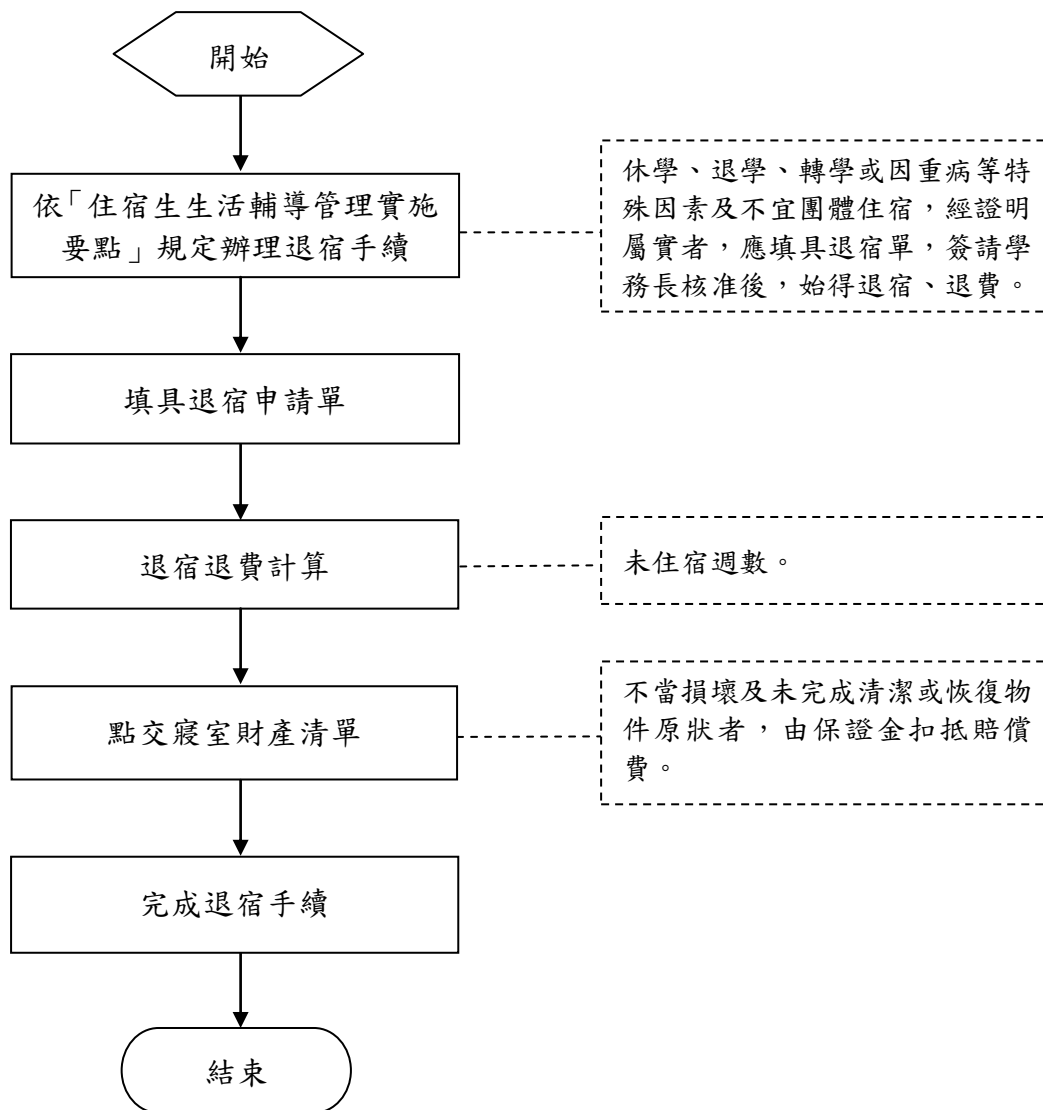 開始
依「住宿生生活輔導管理實施
要點」規定辦理退宿手續
休學、退學、轉學或因重病等特
殊因素及不宜團體住宿，經證明
屬實者，應填具退宿單，簽請學
務長核准後，始得退宿、退費。
填具退宿申請單
退宿退費計算
未住宿週數。
點交寢室財產清單
不當損壞及未完成清潔或恢復物
件原狀者，由保證金扣抵賠償
費。
完成退宿手續
結束